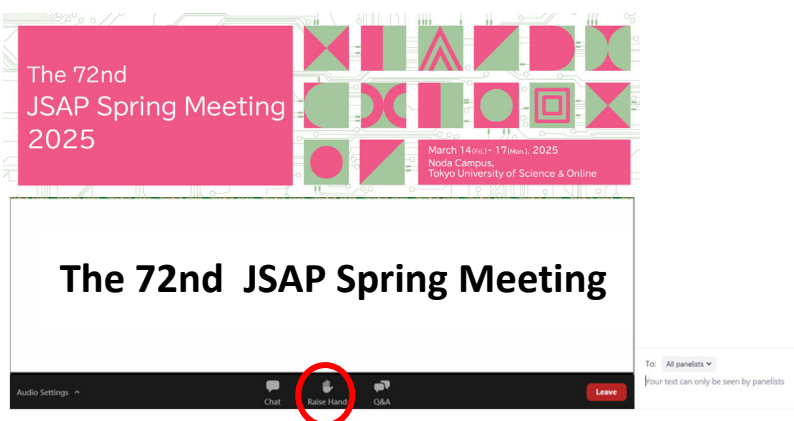 The 72nd
JSAP Spring Meeting
2025
March 14(Fri.)- 17(Mon.). 2025
Noda Campus,
Tokyo University of Science & Online
The 72nd JSAP Spring Meeting
Audio Settings
Chat
Raise Hand
Q&A
Leave
To: All panelists
Your text can only be seen by panelists